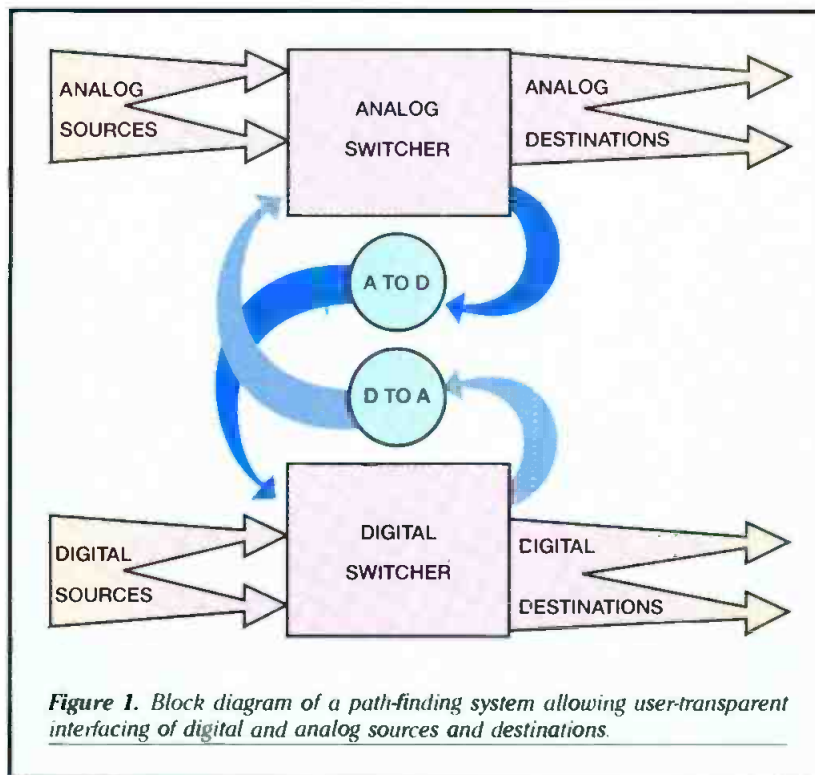 ANALOG
SOURCES
ANALOG
SWITCHER
ANALOG
DESTINATIONS
A TO D
D TO A
DIGITAL
SOURCES
DIGITAL
SWITCHER
DIGITAL
DESTINATIONS
Figure 1. Block diagram of a path-finding system allowing user-transparent
interfacing of digital and analog sources and destinations.